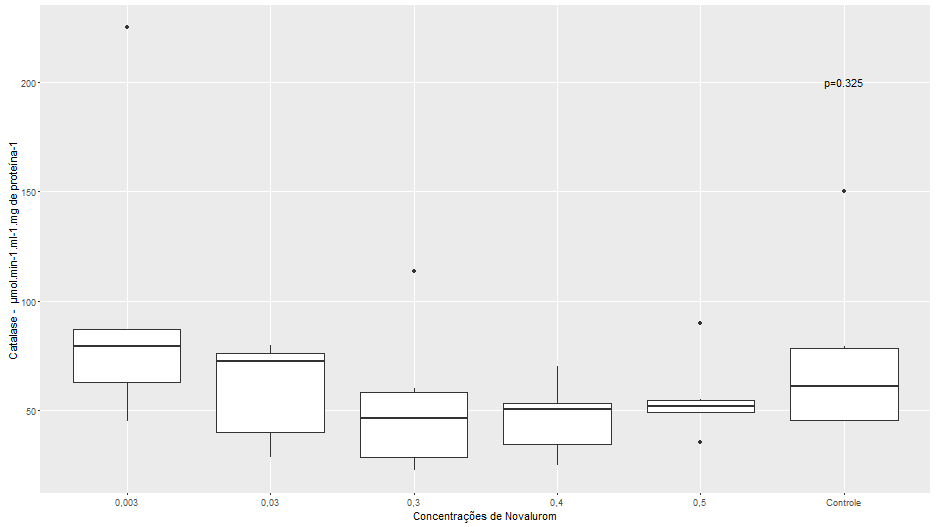 Catalase - µmol.min-1.ml-1.mg de proteína-1
200
150
100
50
p=0.325
0,003
0,03
0,3
0,4
0,5
Controle
Concentrações de Novalurom